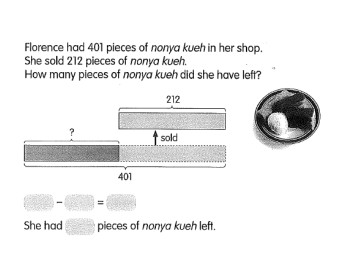 Florence had 401 pieces of nonya kueh in her shop.
She sold 212 pieces of nonya kueh.
How many pieces of nonya kueh did she have left?
212
?
sold
401
– =
She had pieces of nonya kueh left.